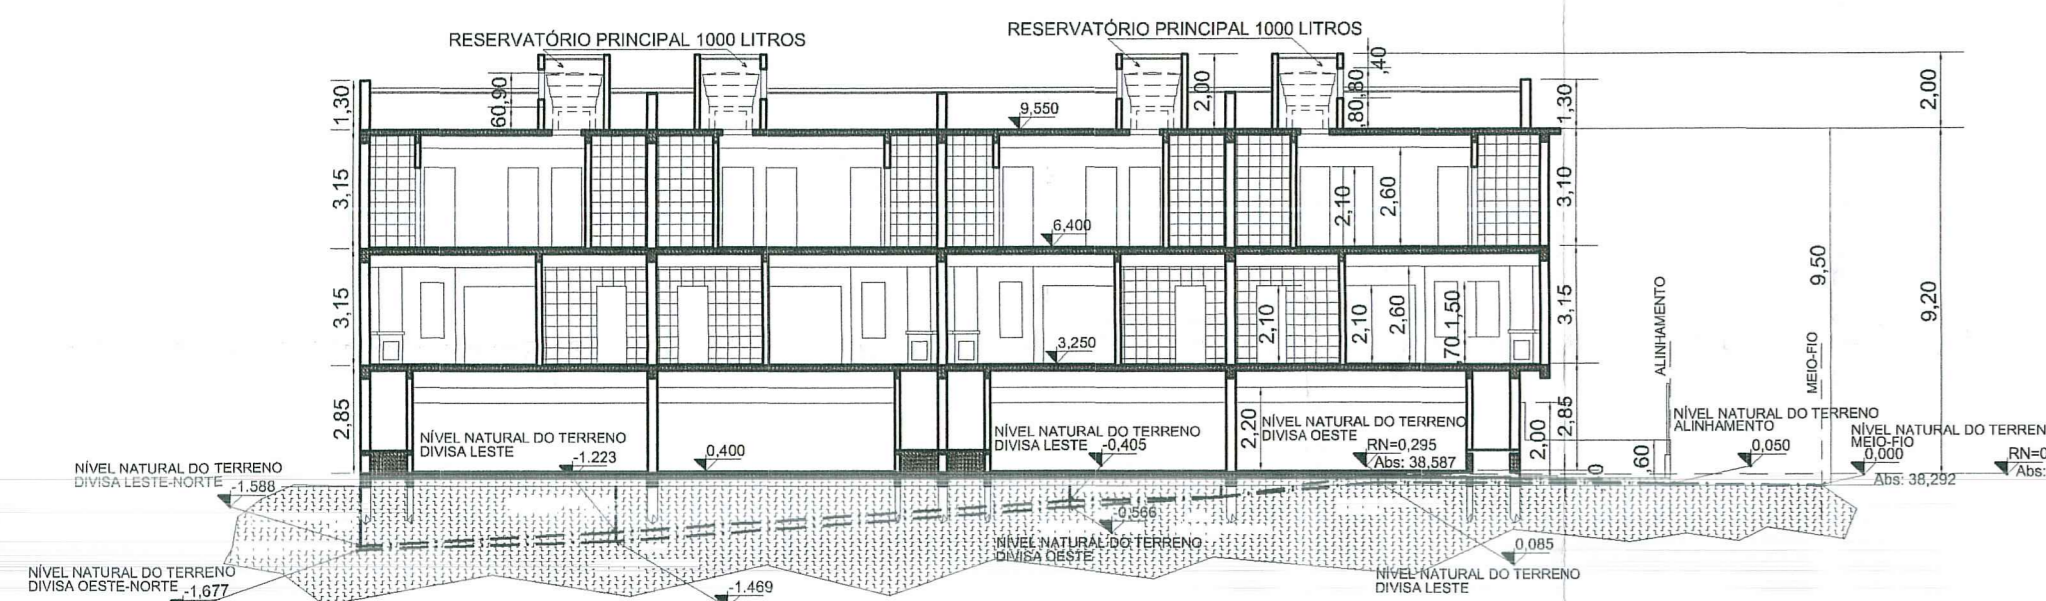 RESERVATÓRIO PRINCIPAL 1000 LITROS
RESERVATÓRIO PRINCIPAL 1000 LITROS
1,30
60,90
2,00
80,80
,40
1,30
2,00
9,550
3,15
6,400
2,10
2,60
3,10
9,50
9,20
3,15
3,250
2,10
2,10
2,60
,70
1,50
3,15
ALINHAMENTO
MEIO-FIO
2,85
NÍVEL NATURAL DO TERRENO
DIVISA LESTE
-1.223
0,400
NÍVEL NATURAL DO TERRENO
DIVISA LESTE
-0,405
2,20
NÍVEL NATURAL DO TERRENO
DIVISA OESTE
RN=0,295
Abs: 38,587
2,00
2,85
0
,60
NÍVEL NATURAL DO TERRENO
ALINHAMENTO
0,050
NÍVEL NATURAL DO TERREN
MEIO-FIO
0,000
Abs: 38,292
RN=0
Abs:
NÍVEL NATURAL DO TERRENO
DIVISA LESTE-NORTE
-1.588
0,566
NÍVEL NATURAL DO TERRENO
DIVISA OESTE
0,085
NÍVEL NATURAL DO TERRENO
DIVISA LESTE
NÍVEL NATURAL DO TERRENO
DIVISA OESTE-NORTE
-1,677
-1.469